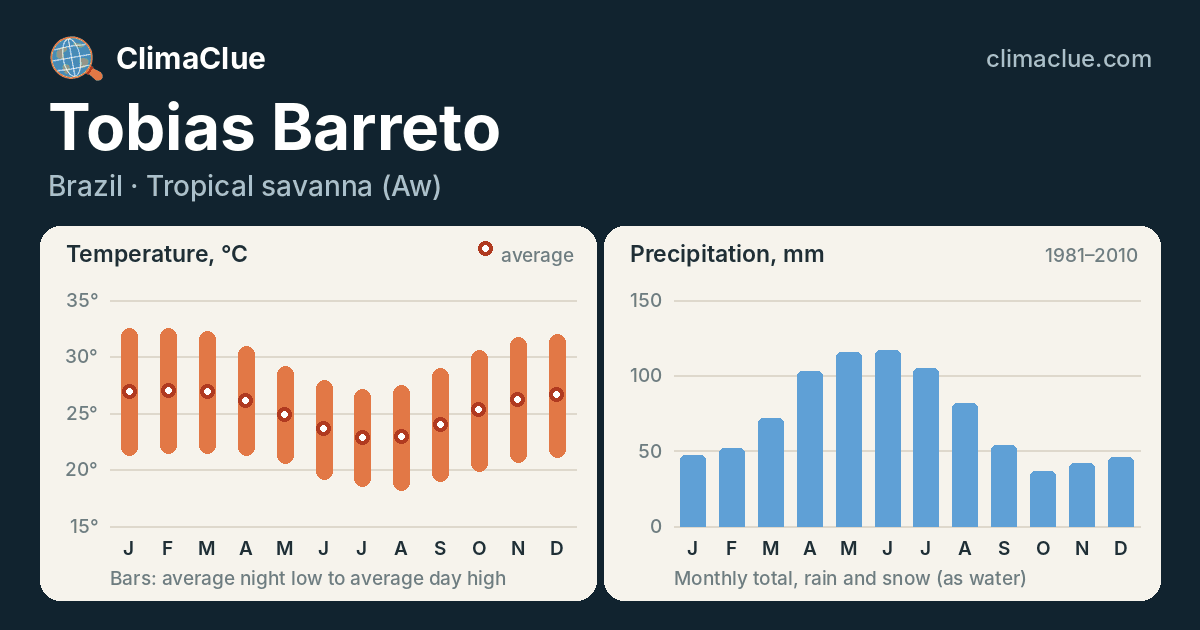 ClimaClue
climaclue.com
Tobias Barreto
Brazil · Tropical savanna (Aw)
Temperature, °C
average
35°
30°
25°
20°
15°
J F M A M J J A S O N D
Bars: average night low to average day high
Precipitation, mm
1981–2010
150
100
50
0
J F M A M J J A S O N D
Monthly total, rain and snow (as water)